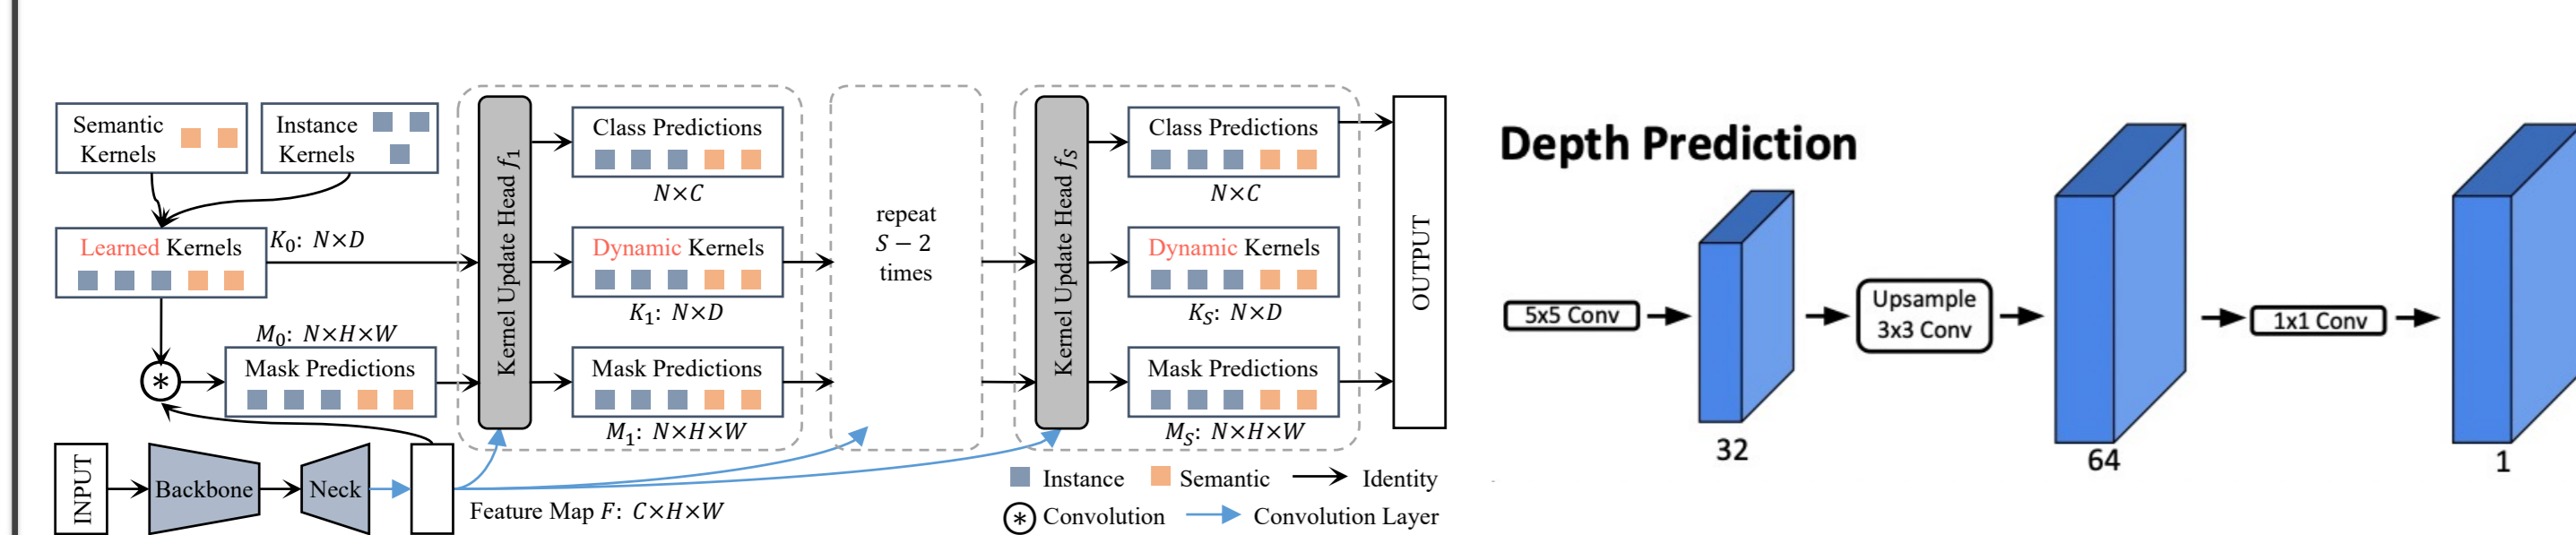 Semantic
Kernels
Instance
Kernels
Learned Kernels
K₀: N×D
M₀: N×H×W
Mask Predictions
INPUT
Backbone
Neck
Feature Map F: C×H×W
Kernel Update Head f₁
Class Predictions
N×C
Dynamic Kernels
K₁: N×D
Mask Predictions
M₁: N×H×W
repeat
S − 2
times
Kernel Update Head f_S
Class Predictions
N×C
Dynamic Kernels
K_S: N×D
Mask Predictions
M_S: N×H×W
OUTPUT
Instance
Semantic
Identity
Convolution
Convolution Layer
Depth Prediction
5x5 Conv
32
Upsample
3x3 Conv
64
1x1 Conv
1